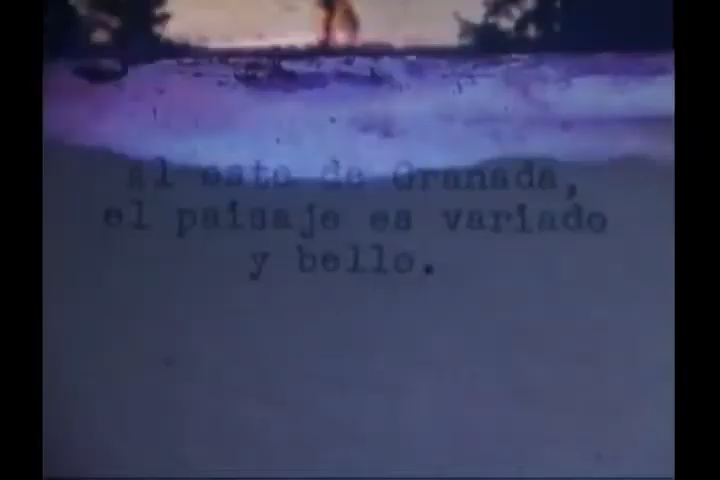 al este de Granada,
el paisaje es variado
y bello.